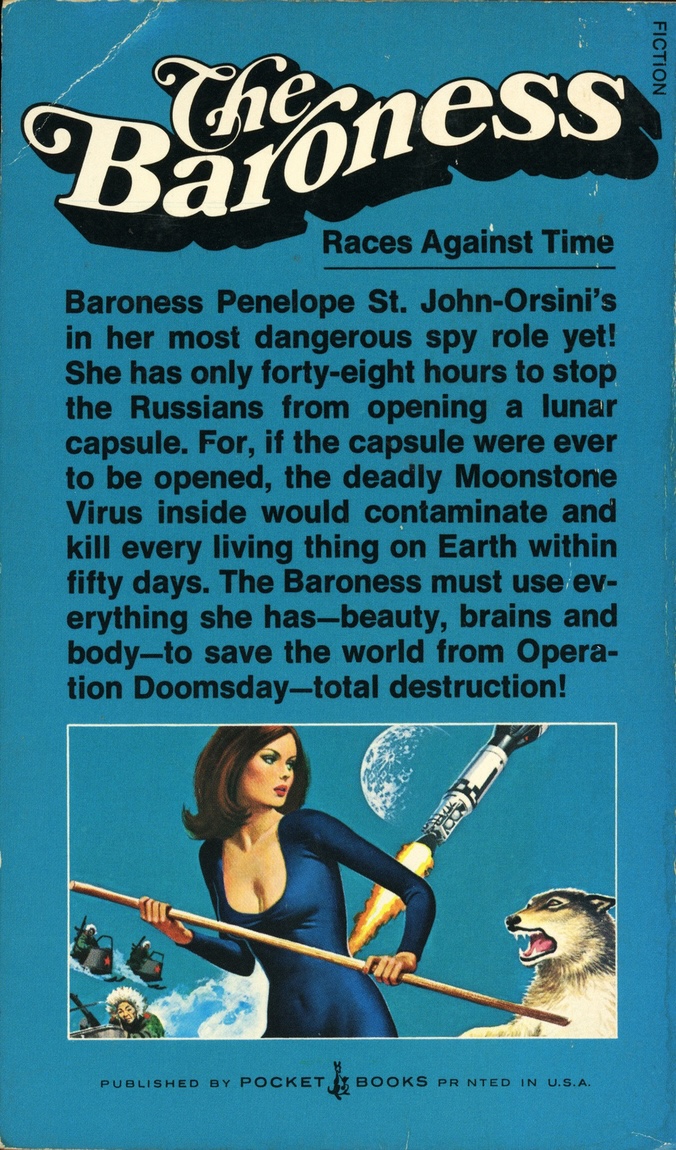 FICTION
The
Baroness
Races Against Time
Baroness Penelope St. John-Orsini's
in her most dangerous spy role yet!
She has only forty-eight hours to stop
the Russians from opening a lunar
capsule. For, if the capsule were ever
to be opened, the deadly Moonstone
Virus inside would contaminate and
kill every living thing on Earth within
fifty days. The Baroness must use ev-
erything she has—beauty, brains and
body—to save the world from Opera-
tion Doomsday—total destruction!
PUBLISHED BY POCKET BOOKS PR NTED IN U.S.A.